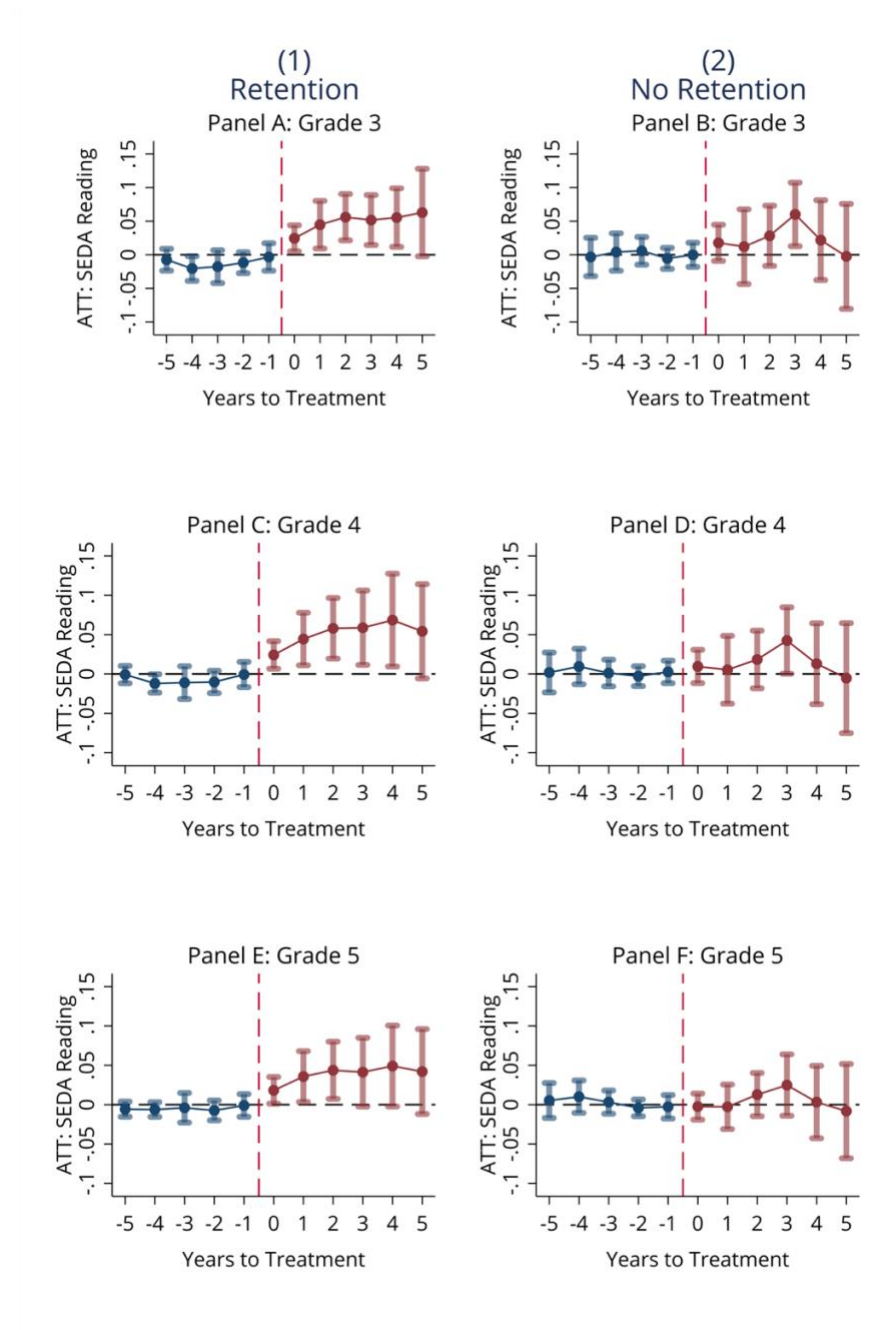 (1)
Retention
(2)
No Retention
Panel A: Grade 3
ATT: SEDA Reading
.15
.1
.05
0
-.05
-.1
-5 -4 -3 -2 -1 0 1 2 3 4 5
Years to Treatment
Panel B: Grade 3
ATT: SEDA Reading
.15
.1
.05
0
-.05
-.1
-5 -4 -3 -2 -1 0 1 2 3 4 5
Years to Treatment
Panel C: Grade 4
ATT: SEDA Reading
.15
.1
.05
0
-.05
-.1
-5 -4 -3 -2 -1 0 1 2 3 4 5
Years to Treatment
Panel D: Grade 4
ATT: SEDA Reading
.15
.1
.05
0
-.05
-.1
-5 -4 -3 -2 -1 0 1 2 3 4 5
Years to Treatment
Panel E: Grade 5
ATT: SEDA Reading
.15
.1
.05
0
-.05
-.1
-5 -4 -3 -2 -1 0 1 2 3 4 5
Years to Treatment
Panel F: Grade 5
ATT: SEDA Reading
.15
.1
.05
0
-.05
-.1
-5 -4 -3 -2 -1 0 1 2 3 4 5
Years to Treatment